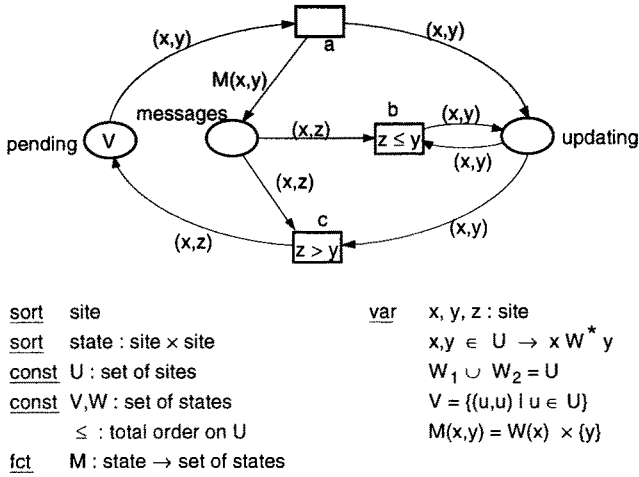 a
(x,y)
(x,y)
M(x,y)
messages
b
(x,y)
pending
V
(x,z)
z ≤ y
updating
(x,y)
(x,z)
c
(x,z)
z > y
(x,y)
sort site
sort state : site × site
const U : set of sites
const V,W : set of states
≤ : total order on U
fct M : state → set of states
var x, y, z : site
x,y ∈ U → x W* y
W₁ ∪ W₂ = U
V = {(u,u) | u ∈ U}
M(x,y) = W(x) × {y}